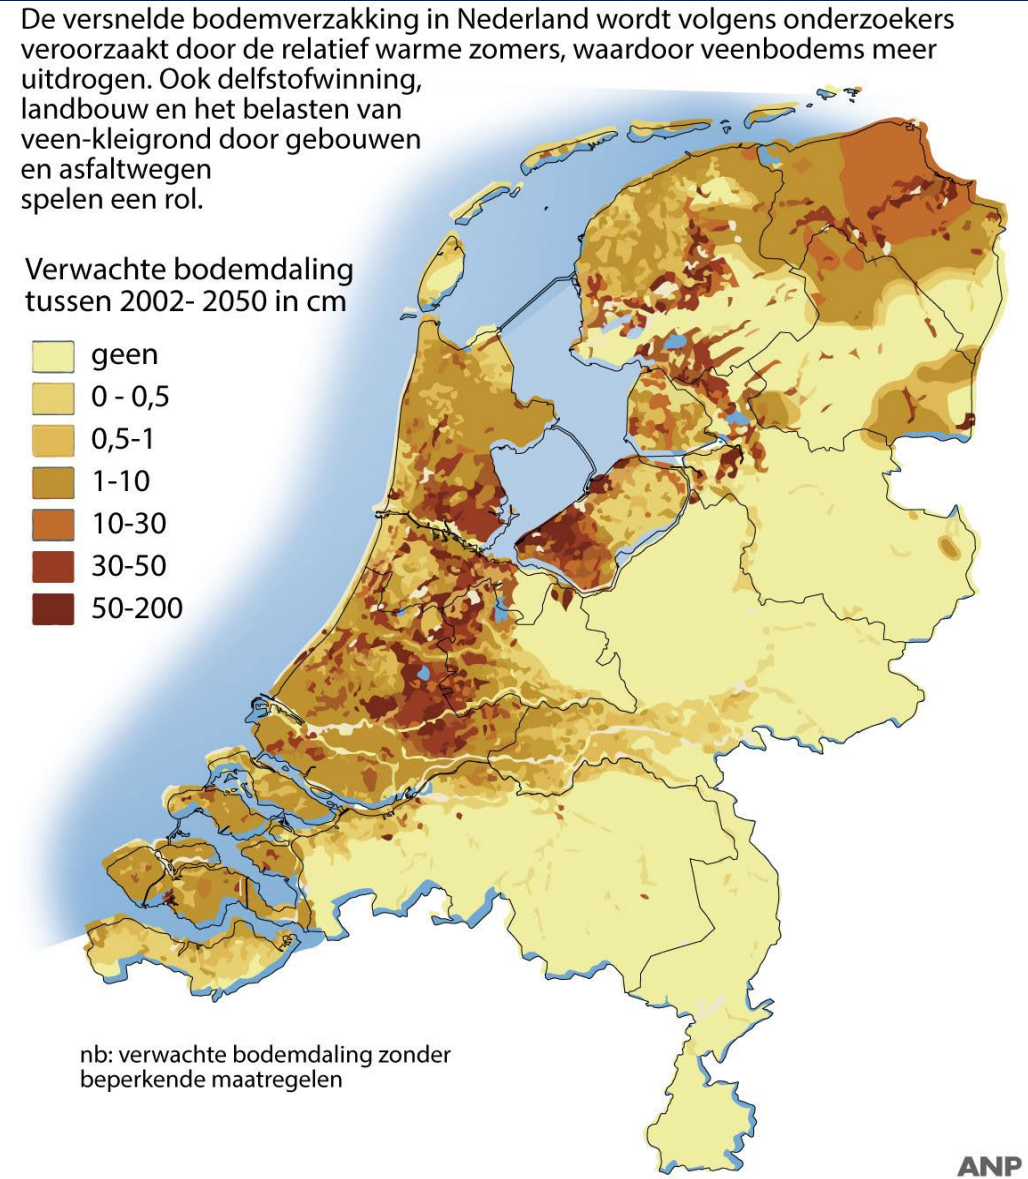 De versnelde bodemverzakking in Nederland wordt volgens onderzoekers
veroorzaakt door de relatief warme zomers, waardoor veenbodems meer
uitdrogen. Ook delfstofwinning,
landbouw en het belasten van
veen-kleigrond door gebouwen
en asfaltwegen
spelen een rol.
Verwachte bodemdaling
tussen 2002- 2050 in cm
geen
0 - 0,5
0,5-1
1-10
10-30
30-50
50-200
nb: verwachte bodemdaling zonder
beperkende maatregelen
ANP